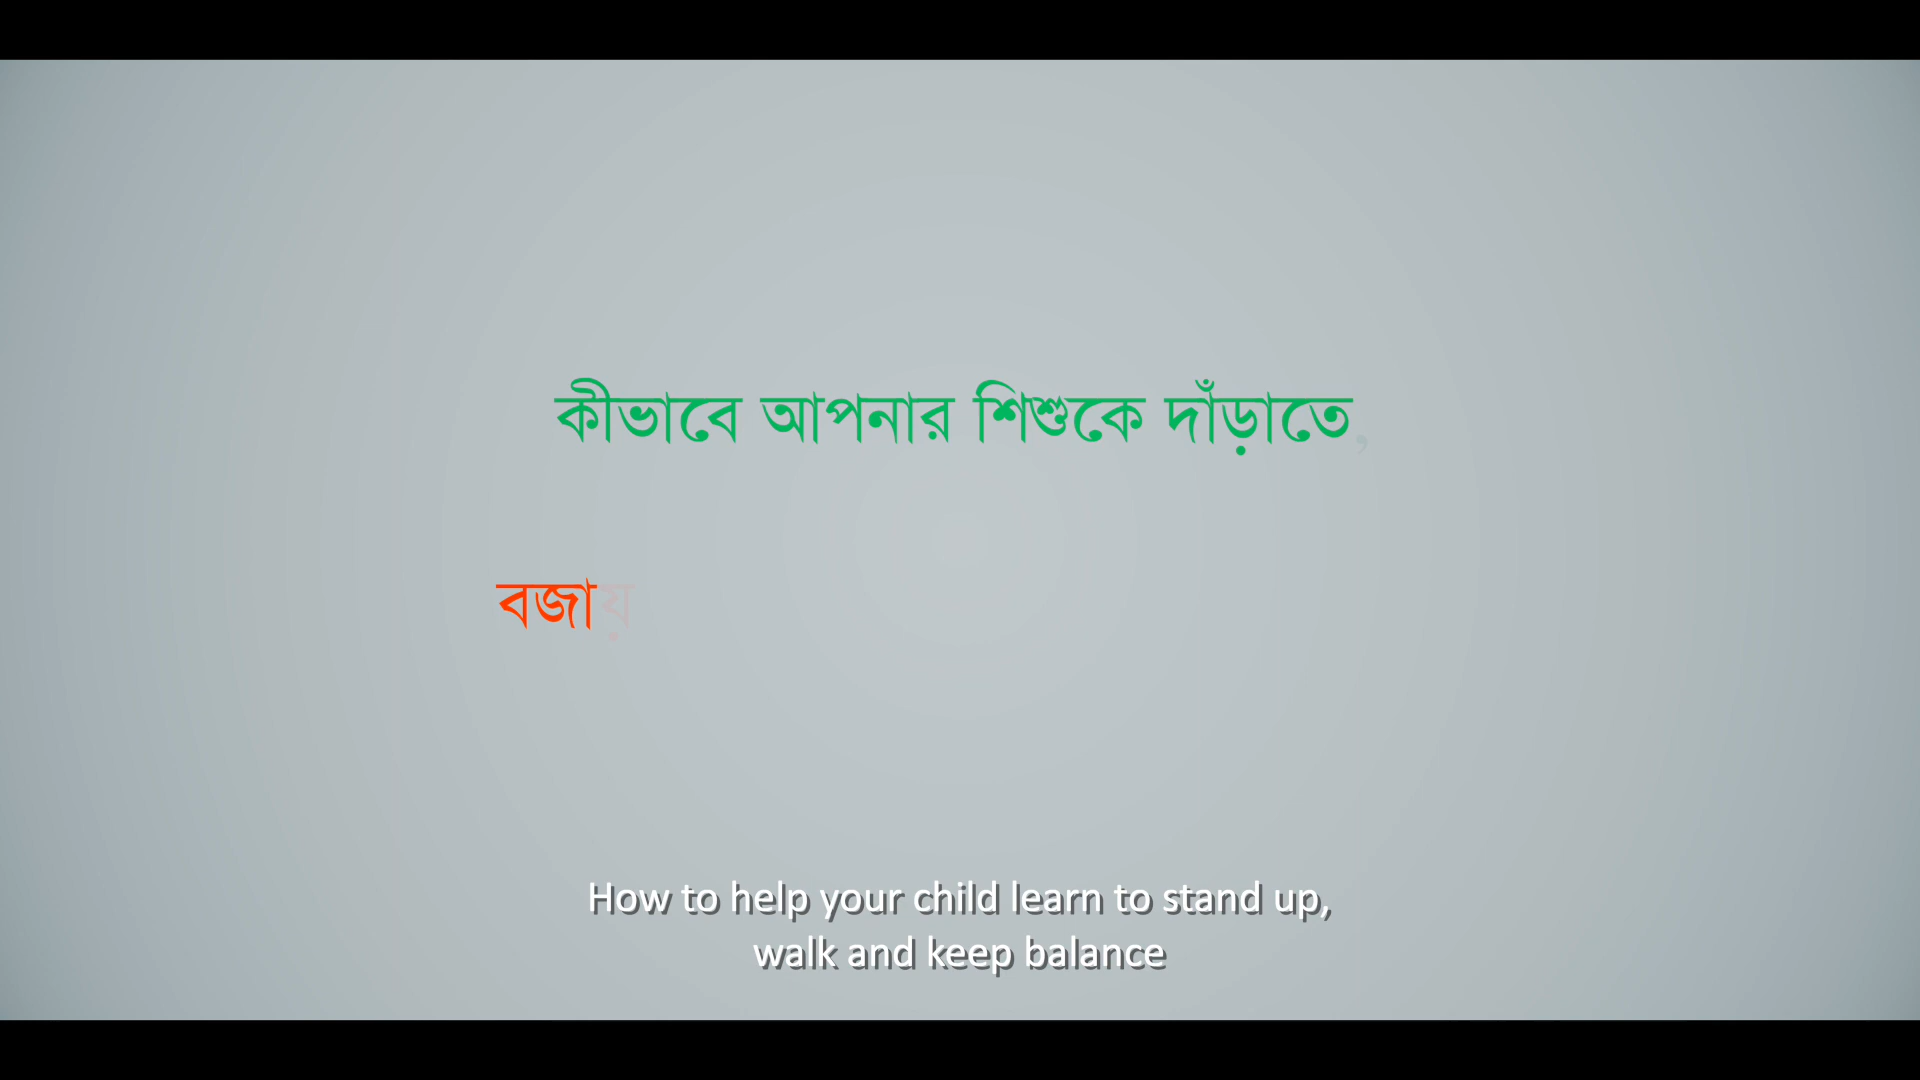 কীভাবে আপনার শিশুকে দাঁড়াতে,
বজায়
How to help your child learn to stand up,
walk and keep balance